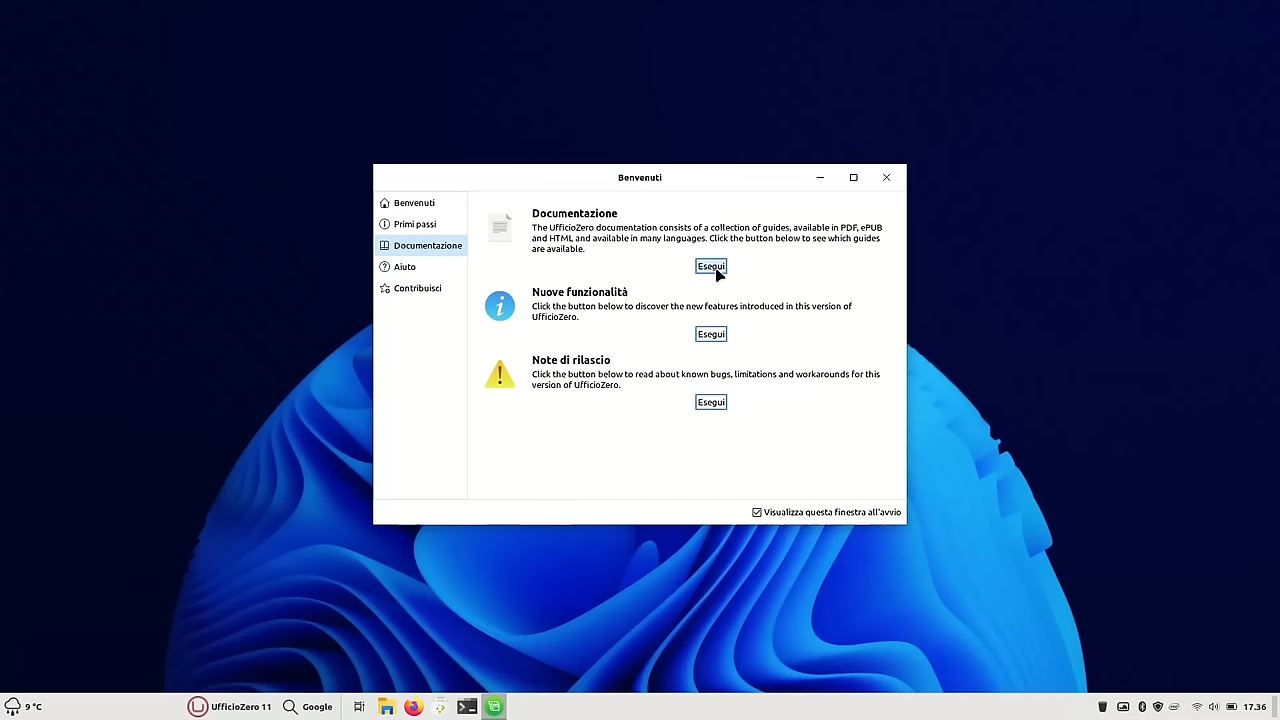 Benvenuti
Benvenuti
Primi passi
Documentazione
Aiuto
Contribuisci
Documentazione
The UfficioZero documentation consists of a collection of guides, available in PDF, ePUB
and HTML and available in many languages. Click the button below to see which guides
are available.
Esegui
Nuove funzionalità
Click the button below to discover the new features introduced in this version of
UfficioZero.
Esegui
Note di rilascio
Click the button below to read about known bugs, limitations and workarounds for this
version of UfficioZero.
Esegui
Visualizza questa finestra all'avvio
9 °C
UfficioZero 11
Google
17.36